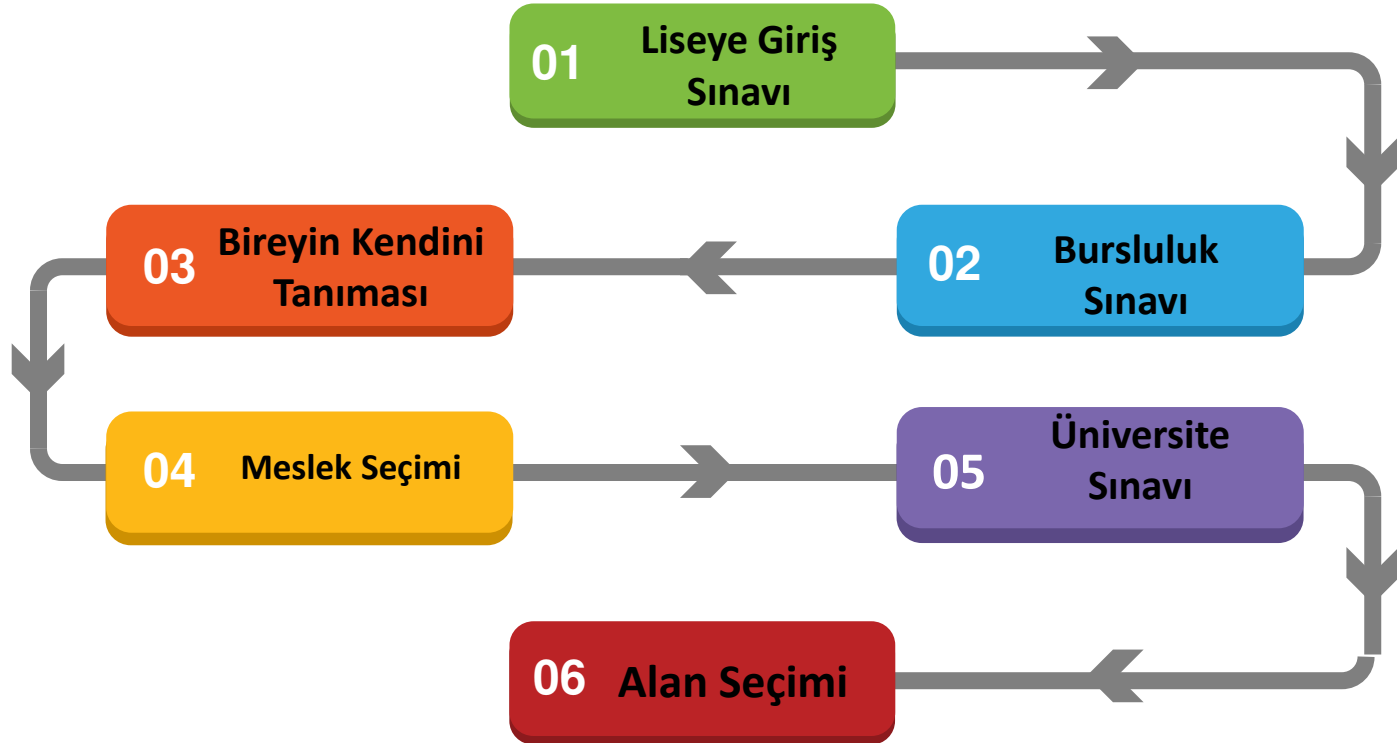 01 Liseye Giriş
Sınavı
02 Bursluluk
Sınavı
03 Bireyin Kendini
Tanıması
04 Meslek Seçimi
05 Üniversite
Sınavı
06 Alan Seçimi